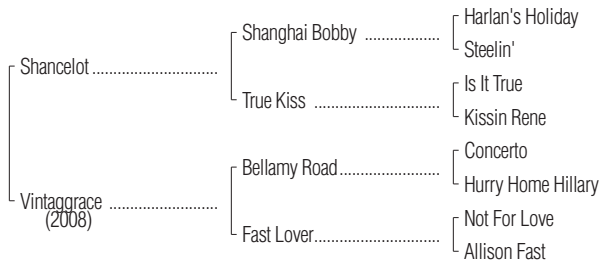 Harlan's Holiday
Shanghai Bobby ..................
Steelin'
Shancelot ..............................
Is It True
True Kiss ..............................
Kissin Rene
Concerto
Bellamy Road ........................
Hurry Home Hillary
Vintaggrace ..........................
(2008)
Not For Love
Fast Lover ..............................
Allison Fast